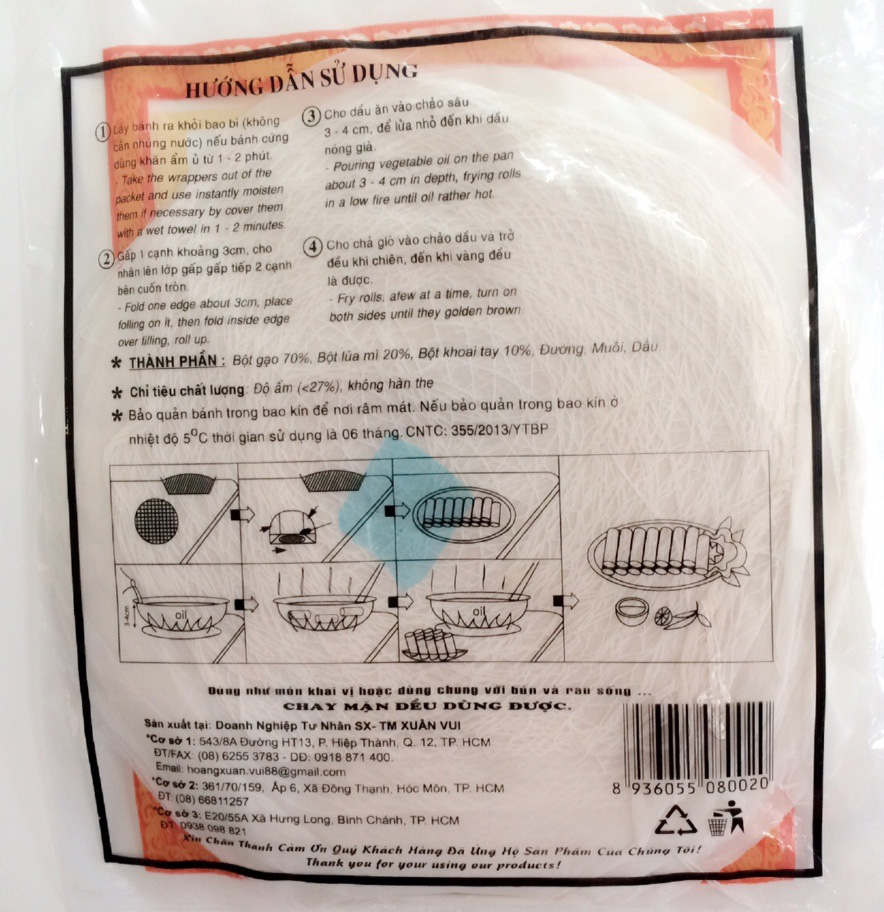 HƯỚNG DẪN SỬ DỤNG
1 Lấy bánh ra khỏi bao bì (không
cần nhúng nước) nếu bánh cứng
dùng khăn ẩm ủ từ 1 - 2 phút.
- Take the wrappers out of the
packet and use instantly moisten
them if necessary by cover them
with a wet towel in 1 - 2 minutes
2 Gấp 1 cạnh khoảng 3cm, cho
nhân lên lớp gấp gấp tiếp 2 cạnh
bên cuốn tròn.
- Fold one edge about 3cm, place
folling on it, then fold inside edge
over filling, roll up.
3 Cho dầu ăn vào chảo sâu
3 - 4 cm, để lửa nhỏ đến khi dầu
nóng già.
- Pouring vegetable oil on the pan
about 3 - 4 cm in depth, frying rolls
in a low fire until oil rather hot.
4 Cho chả giò vào chảo dầu và trở
đều khi chiên, đến khi vàng đều
là được.
- Fry rolls, afew at a time, turn on
both sides until they golden brown.
* THÀNH PHẦN : Bột gạo 70%, Bột lúa mì 20%, Bột khoai tay 10%, Đường, Muối, Dầu
* Chỉ tiêu chất lượng: Độ ẩm (<27%), không hàn the
* Bảo quản bánh trong bao kín để nơi râm mát. Nếu bảo quản trong bao kín ở
nhiệt độ 5°C thời gian sử dụng là 06 tháng. CNTC: 355/2013/YTBP
3-4cm
oil
oil
Dùng như món khai vị hoặc dùng chung với bún và rau sống ...
CHAY MẶN ĐỀU DÙNG ĐƯỢC.
Sản xuất tại: Doanh Nghiệp Tư Nhân SX- TM XUÂN VUI
*Cơ sở 1: 543/8A Đường HT13, P. Hiệp Thành, Q. 12, TP. HCM
ĐT/FAX: (08) 6255 3783 - DĐ: 0918 871 400.
Email: hoangxuan.vui88@gmail.com
*Cơ sở 2: 361/70/159, Ấp 6, Xã Đông Thạnh, Hóc Môn, TP. HCM
ĐT: (08) 66811257
*Cơ sở 3: E20/55A Xã Hưng Long, Bình Chánh, TP. HCM
ĐT: 0938 098 821
8 936055 080020
Xin Chân Thành Cảm Ơn Quý Khách Hàng Đã Ủng Hộ Sản Phẩm Của Chúng Tôi!
Thank you for your using our products!